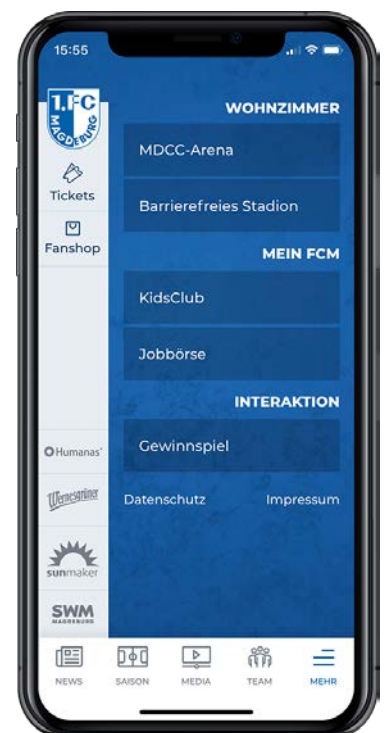 15:55
1.FC
MAGDEBURG
Tickets
Fanshop
Humanas
Wernesgrüner
sunmaker
SWM
MAGDEBURG
WOHNZIMMER
MDCC-Arena
Barrierefreies Stadion
MEIN FCM
KidsClub
Jobbörse
INTERAKTION
Gewinnspiel
Datenschutz Impressum
NEWS SAISON MEDIA TEAM MEHR